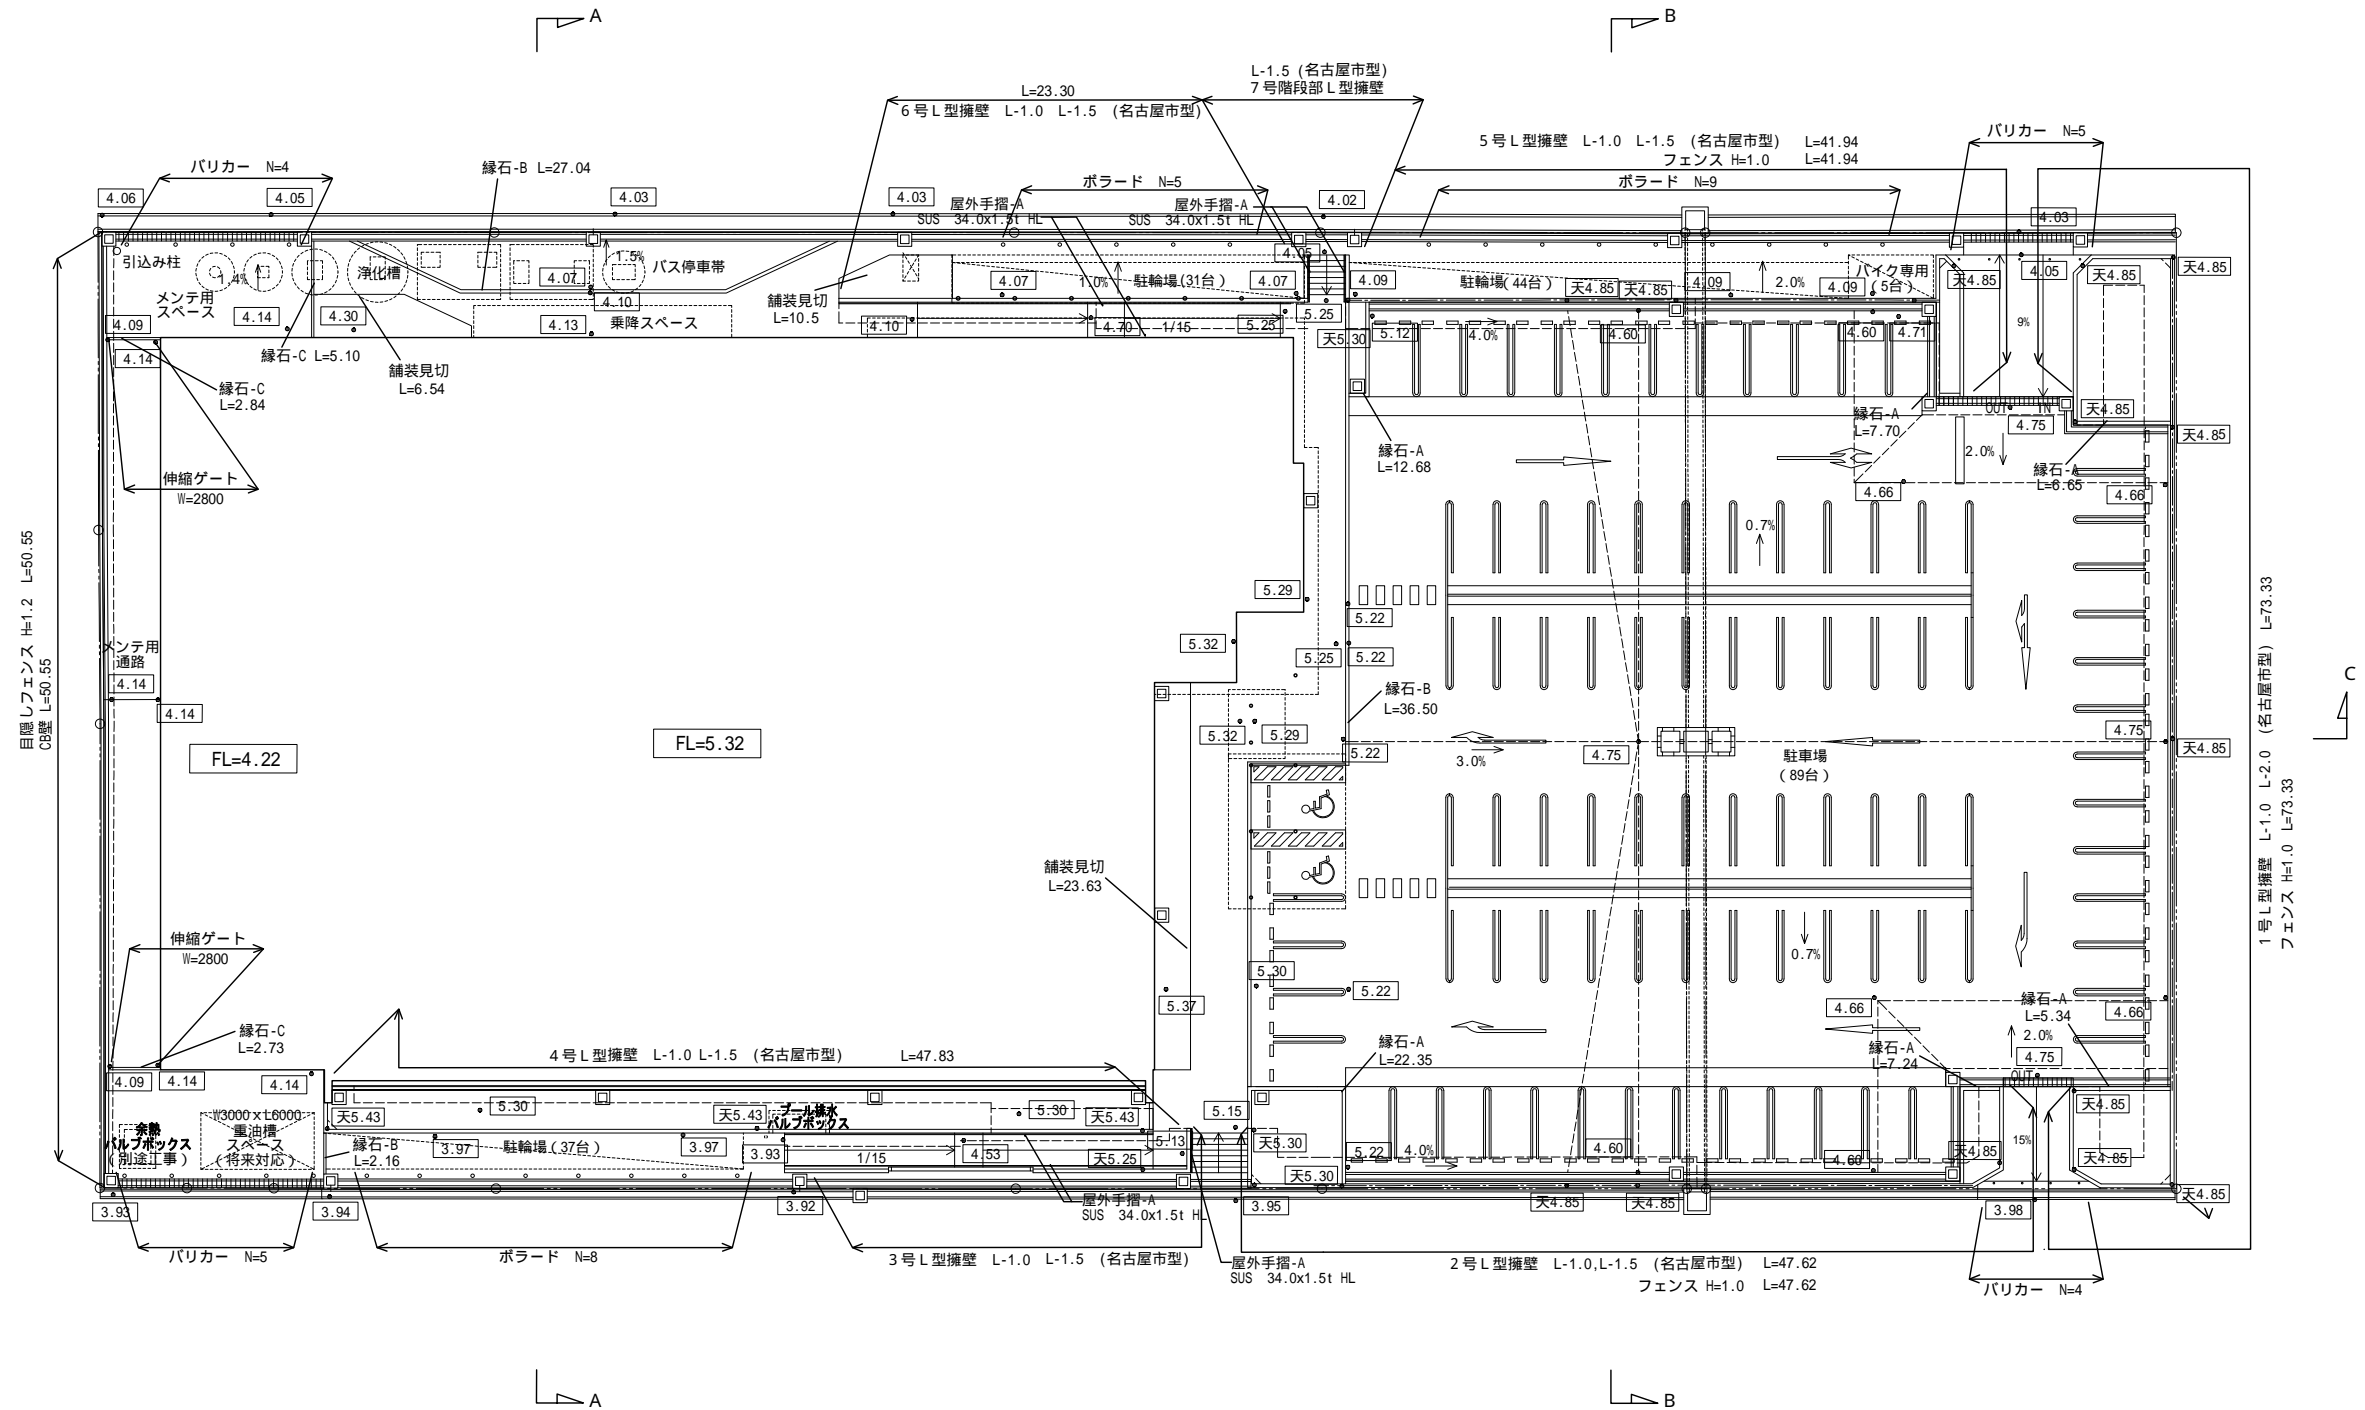 A
B
L-1.5 (名古屋市型)
7号階段部L型擁壁
L=23.30
6号L型擁壁 L-1.0 L-1.5 (名古屋市型)
5号L型擁壁 L-1.0 L-1.5 (名古屋市型) L=41.94
フェンス H=1.0 L=41.94
バリカー N=5
バリカー N=4
縁石-B L=27.04
ボラード N=5
ボラード N=9
4.06
4.05
4.03
4.03
屋外手摺-A
SUS 34.0x1.5t HL
屋外手摺-A
SUS 34.0x1.5t HL
4.02
4.03
引込み柱
1.4%
浄化槽
1.5%
バス停車帯
4.07
4.10
メンテ用
スペース
4.09
4.14
4.30
4.13
乗降スペース
舗装見切
L=10.5
4.10
4.07
1.0%
駐輪場(31台)
4.07
4.05
4.70
1/15
5.25
5.25
4.09
駐輪場(44台)
天4.85
天4.85
4.09
2.0%
4.09
バイク専用
(5台)
天4.85
4.05
天4.85
天4.85
天5.30
5.12
4.0%
4.60
4.60
4.71
9%
4.14
縁石-C L=5.10
舗装見切
L=6.54
縁石-C
L=2.84
縁石-A
L=12.68
縁石-A
L=7.70
OUT
IN
4.75
天4.85
天4.85
2.0%
縁石-A
L=6.65
4.66
4.66
伸縮ゲート
W=2800
目隠しフェンス H=1.2 L=50.55
CB壁 L=50.55
0.7%
5.29
5.22
5.32
5.25
5.22
メンテ用
通路
4.14
4.14
縁石-B
L=36.50
C
1号L型擁壁 L-1.0 L-2.0 (名古屋市型) L=73.33
フェンス H=1.0 L=73.33
FL=4.22
FL=5.32
5.32
5.29
5.22
3.0%
4.75
駐車場
(89台)
4.75
天4.85
舗装見切
L=23.63
伸縮ゲート
W=2800
0.7%
5.30
5.22
5.37
4.66
縁石-A
L=5.34
4.66
縁石-C
L=2.73
4号L型擁壁 L-1.0 L-1.5 (名古屋市型) L=47.83
縁石-A
L=22.35
縁石-A
L=7.24
2.0%
4.75
OUT
4.09
4.14
4.14
W3000xL6000
重油槽
スペース
(将来対応)
余熱
バルブボックス
(別途工事)
天5.43
5.30
天5.43
プール排水
バルブボックス
5.30
天5.43
5.15
天4.85
縁石-B
L=2.16
3.97
駐輪場(37台)
3.97
3.93
1/15
4.53
天5.25
5.13
天5.30
天5.30
5.22
4.0%
4.60
4.60
天4.85
15%
天4.85
3.93
3.94
3.92
屋外手摺-A
SUS 34.0x1.5t HL
3.95
天4.85
天4.85
3.98
天4.85
バリカー N=5
ボラード N=8
3号L型擁壁 L-1.0 L-1.5 (名古屋市型)
屋外手摺-A
SUS 34.0x1.5t HL
2号L型擁壁 L-1.0,L-1.5 (名古屋市型) L=47.62
フェンス H=1.0 L=47.62
バリカー N=4
A
B